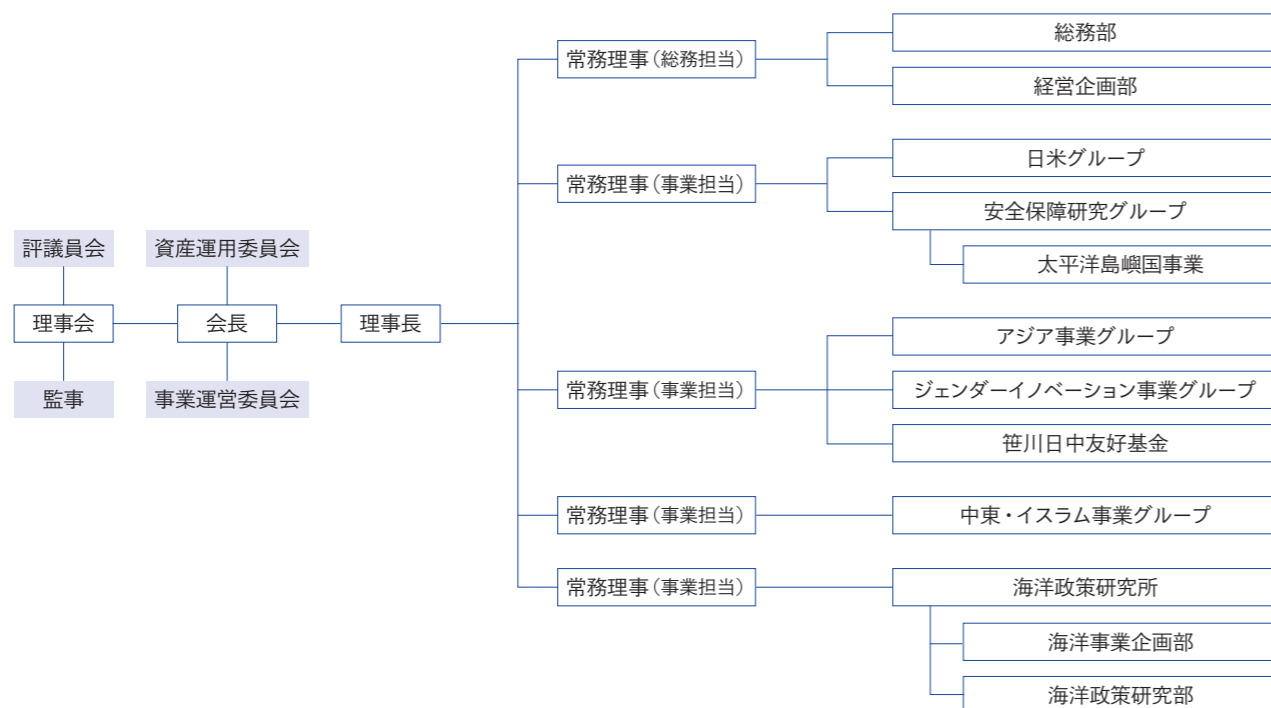 評議員会
資産運用委員会
理事会
会長
理事長
監事
事業運営委員会
常務理事（総務担当）
総務部
経営企画部
常務理事（事業担当）
日米グループ
安全保障研究グループ
太平洋島嶼国事業
常務理事（事業担当）
アジア事業グループ
ジェンダーイノベーション事業グループ
笹川日中友好基金
常務理事（事業担当）
中東・イスラム事業グループ
常務理事（事業担当）
海洋政策研究所
海洋事業企画部
海洋政策研究部